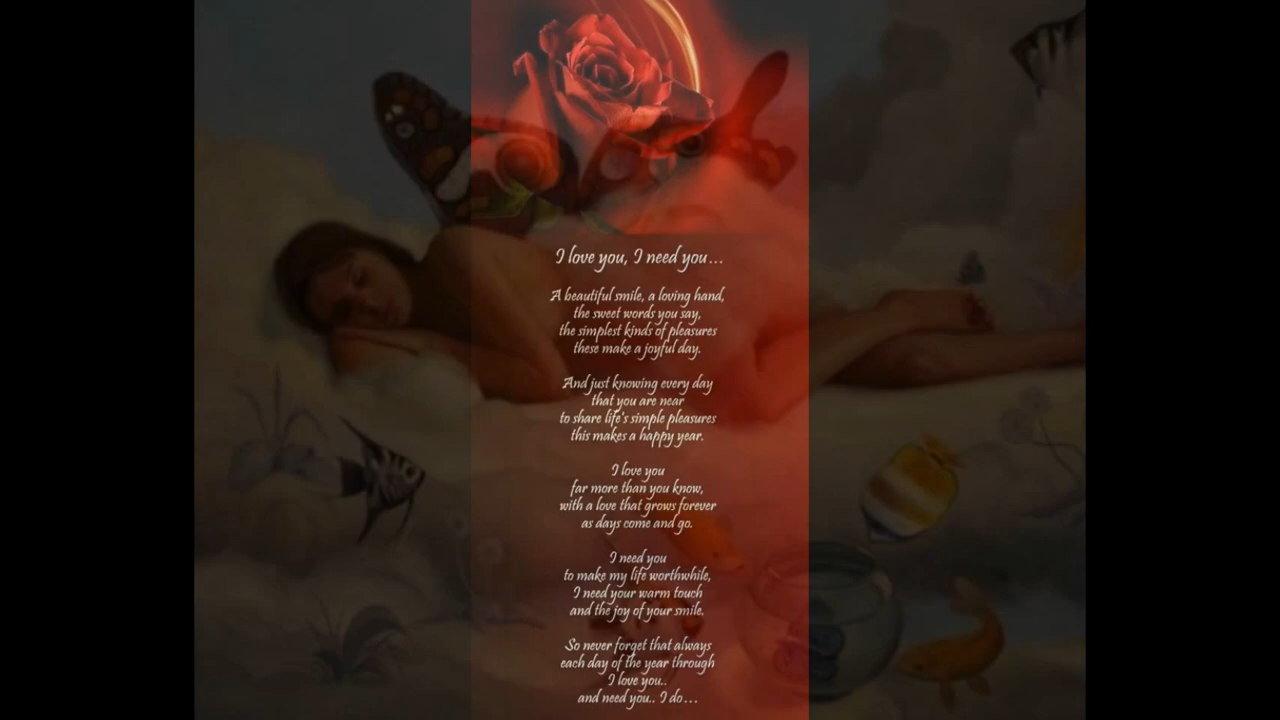 I love you, I need you...
A beautiful smile, a loving hand,
the sweet words you say,
the simplest kinds of pleasures
these make a joyful day.
And just knowing every day
that you are near
to share life's simple pleasures
this makes a happy year.
I love you
far more than you know,
with a love that grows forever
as days come and go.
I need you
to make my life worthwhile,
I need your warm touch
and the joy of your smile.
So never forget that always
each day of the year through
I love you..
and need you.. I do...